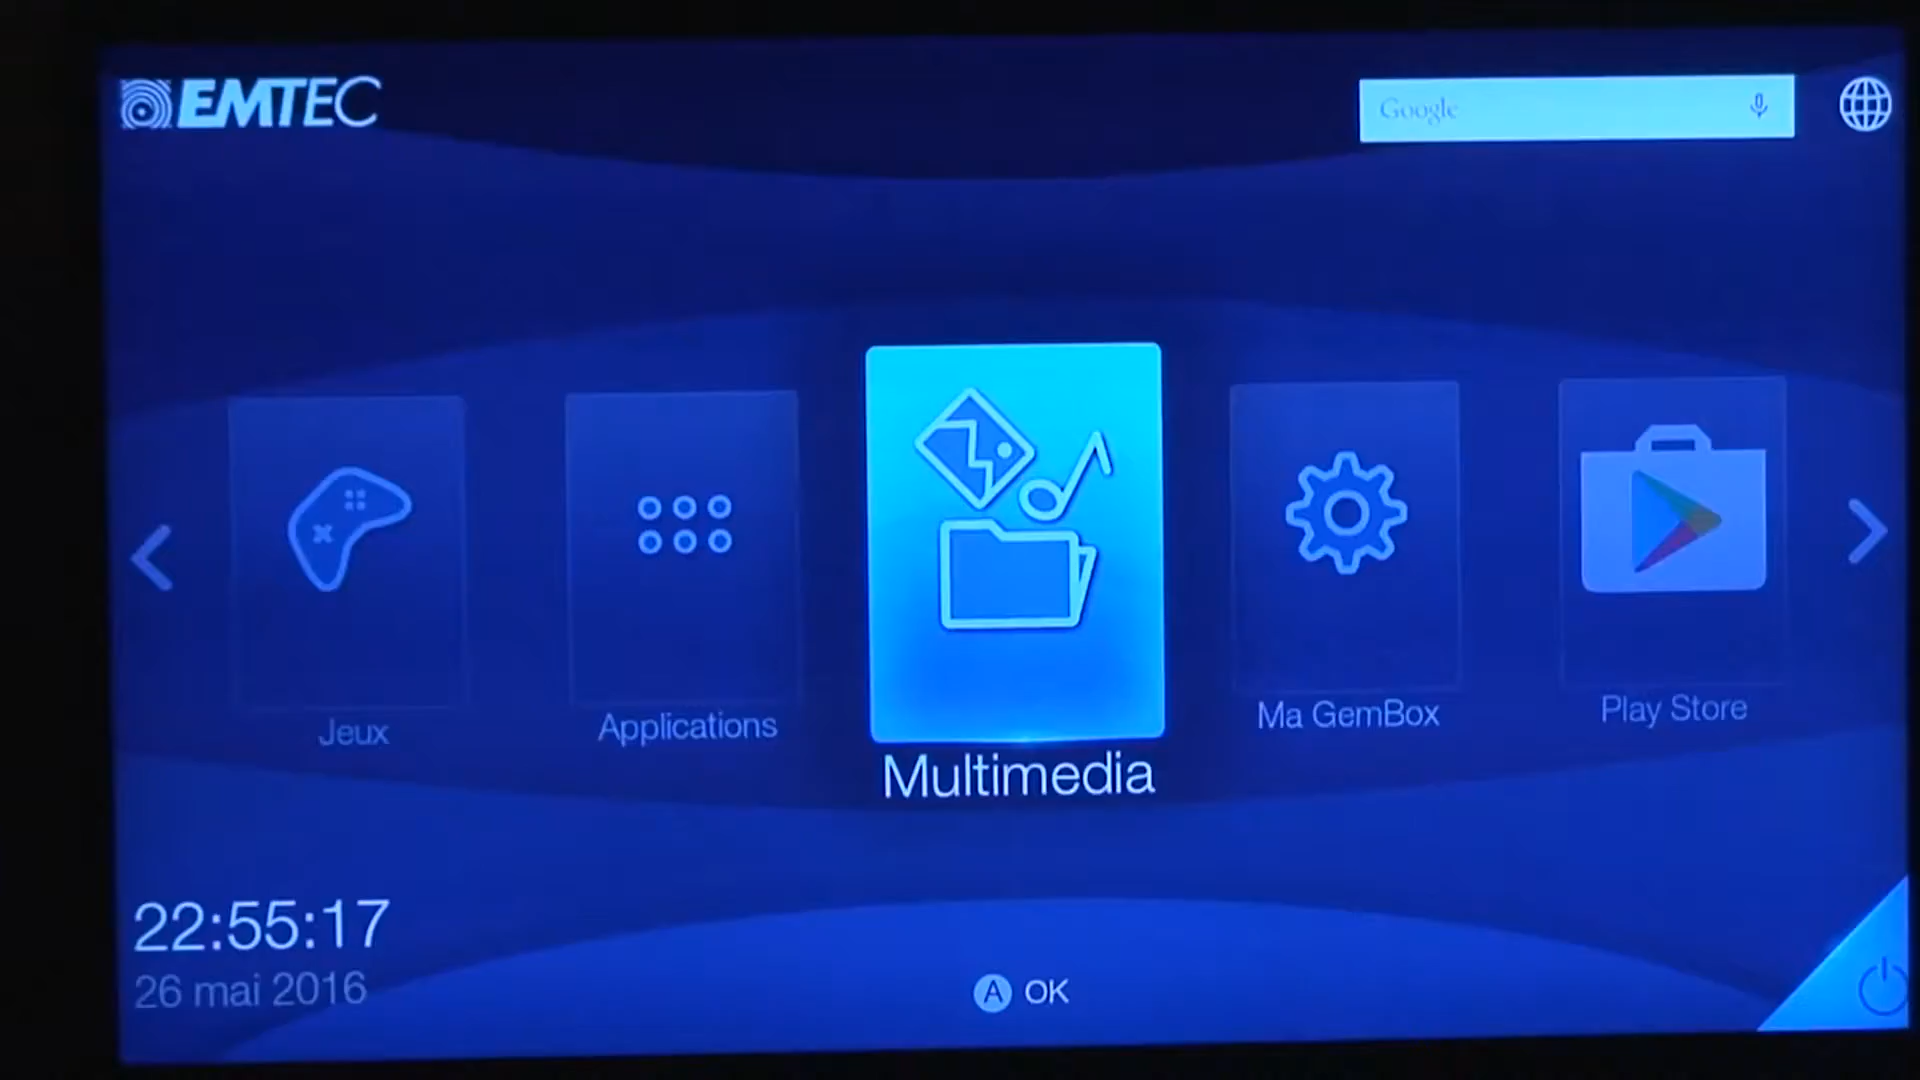 EMTEC
Google
Jeux
Applications
Multimedia
Ma GemBox
Play Store
22:55:17
26 mai 2016
A OK